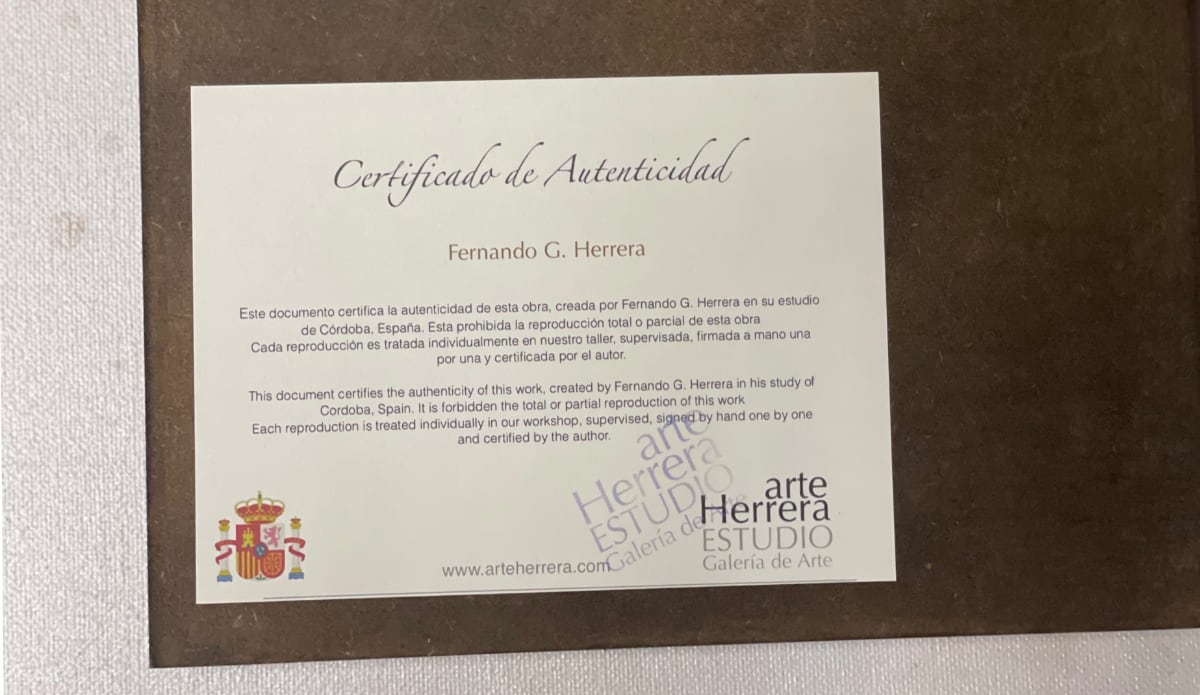 Certificado de Autenticidad
Fernando G. Herrera
Este documento certifica la autenticidad de esta obra, creada por Fernando G. Herrera en su estudio
de Córdoba, España. Esta prohibida la reproducción total o parcial de esta obra
Cada reproducción es tratada individualmente en nuestro taller, supervisada, firmada a mano una
por una y certificada por el autor.
This document certifies the authenticity of this work, created by Fernando G. Herrera in his study of
Cordoba, Spain. It is forbidden the total or partial reproduction of this work
Each reproduction is treated individually in our workshop, supervised, signed by hand one by one
and certified by the author.
arte
Herrera
ESTUDIO
Galería de Arte
www.arteherrera.com
arte
Herrera
ESTUDIO
Galería de Arte